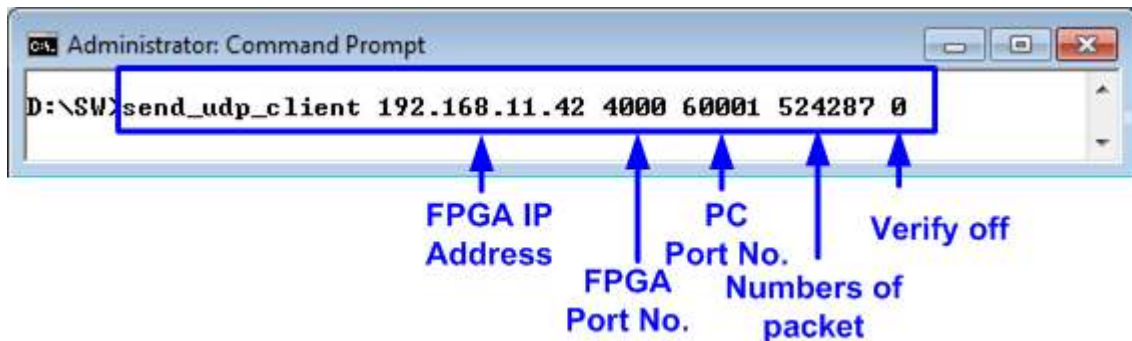 Administrator: Command Prompt
D:\SW>send_udp_client 192.168.11.42 4000 60001 524287 0
FPGA IP
Address
FPGA
Port No.
PC
Port No.
Numbers of
packet
Verify off